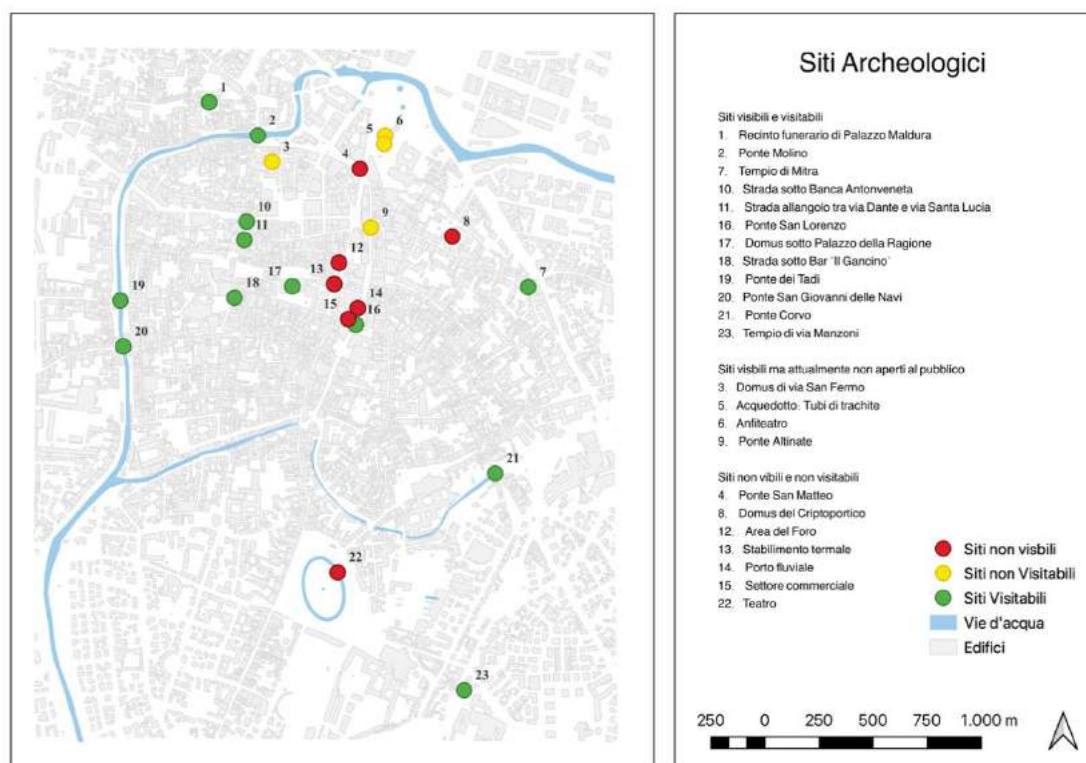 1
2
3
4
5
6
7
8
9
10
11
12
13
14
15
16
17
18
19
20
21
22
23
Siti Archeologici
Siti visibili e visitabili
1. Recinto funerario di Palazzo Maldura
2. Ponte Molino
7. Tempio di Mitra
10. Strada sotto Banca Antonveneta
11. Strada allangolo tra via Dante e via Santa Lucia
16. Ponte San Lorenzo
17. Domus sotto Palazzo della Ragione
18. Strada sotto Bar "Il Gancino"
19. Ponte dei Tadi
20. Ponte San Giovanni delle Navi
21. Ponte Corvo
23. Tempio di via Manzoni
Siti visbili ma attualmente non aperti al pubblico
3. Domus di via San Fermo
5. Acquedotto: Tubi di trachite
6. Anfiteatro
9. Ponte Altinate
Siti non vibili e non visitabili
4. Ponte San Matteo
8. Domus del Criptoportico
12. Area del Foro
13. Stabilimento termale
14. Porto fluviale
15. Settore commerciale
22. Teatro
Siti non visbili
Siti non Visitabili
Siti Visitabili
Vie d'acqua
Edifici
250 0 250 500 750 1.000 m